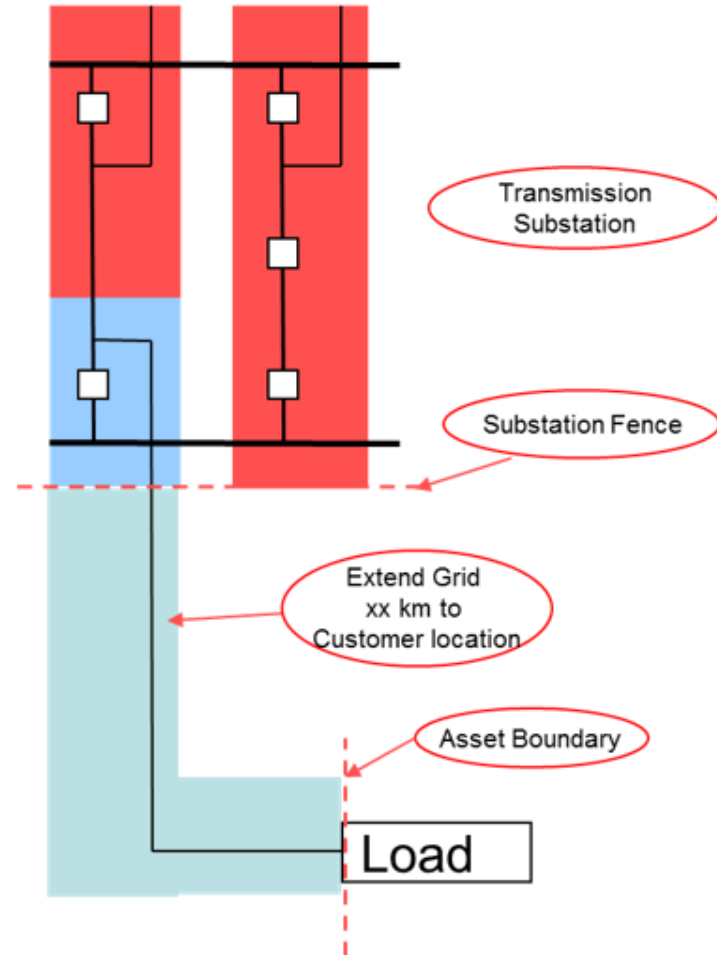 Transmission
Substation
Substation Fence
Extend Grid
xx km to
Customer location
Asset Boundary
Load